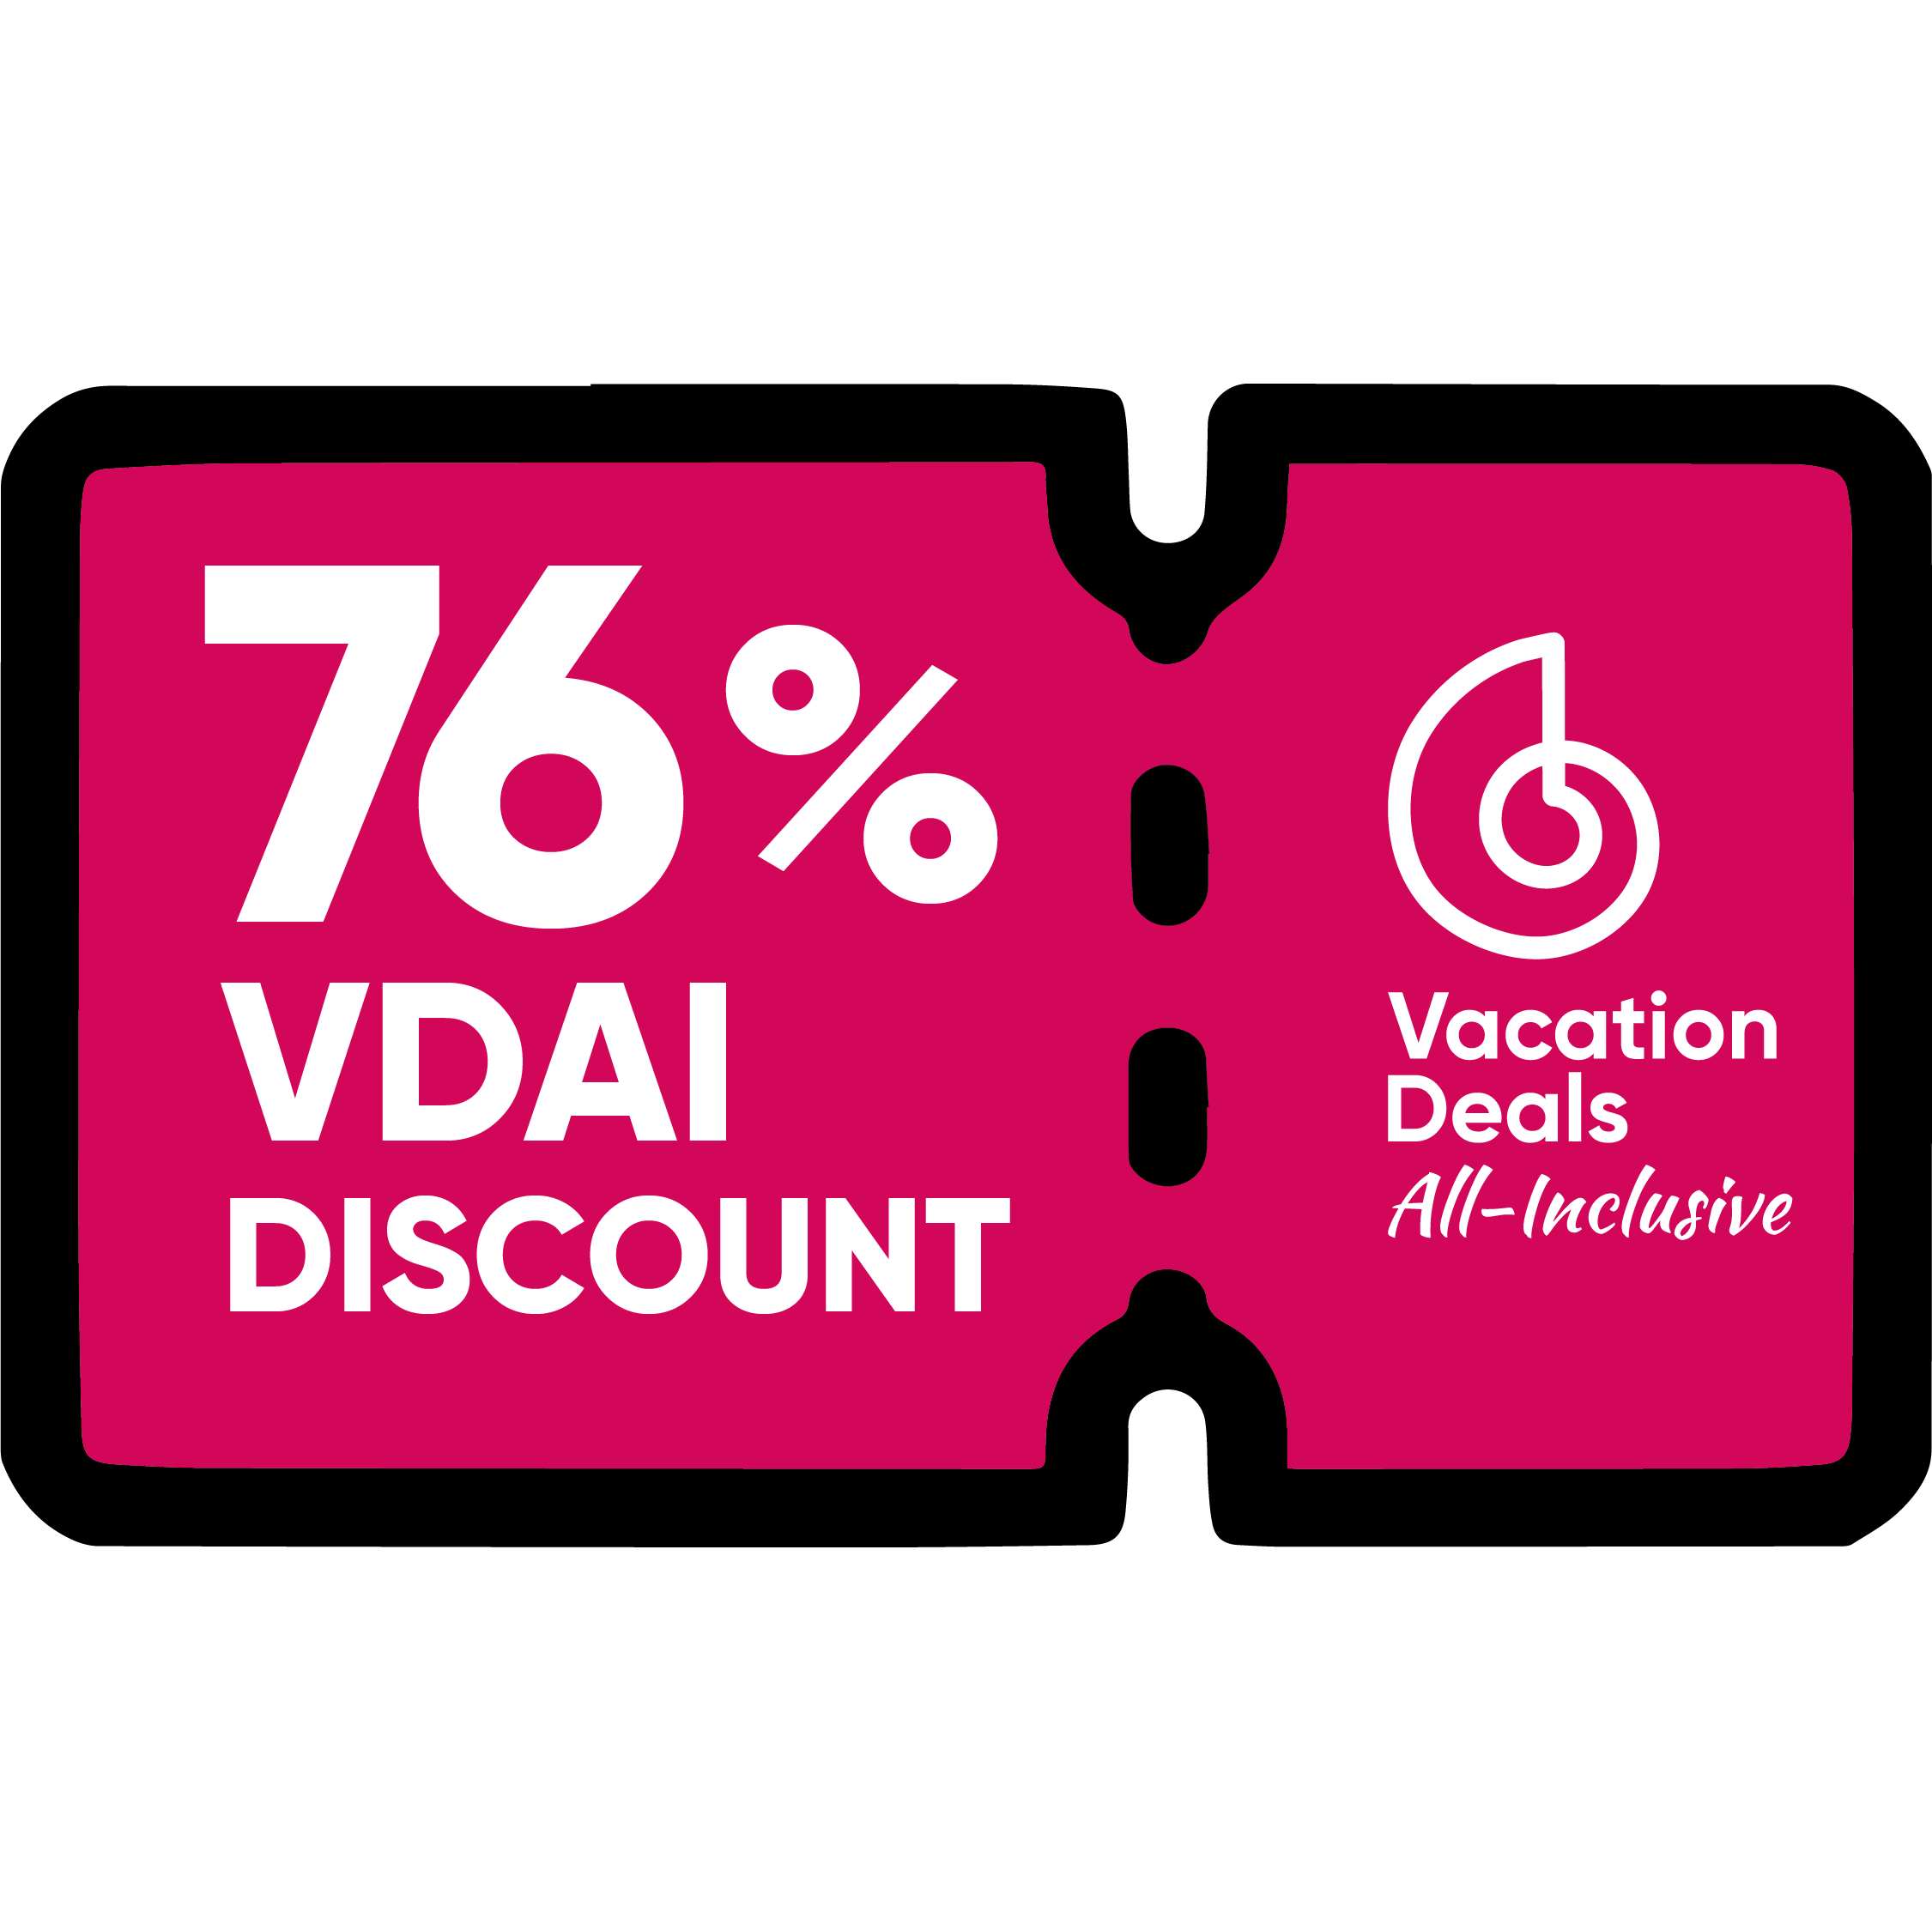 76%
VDAI
DISCOUNT
Vacation
Deals
All-Inclusive